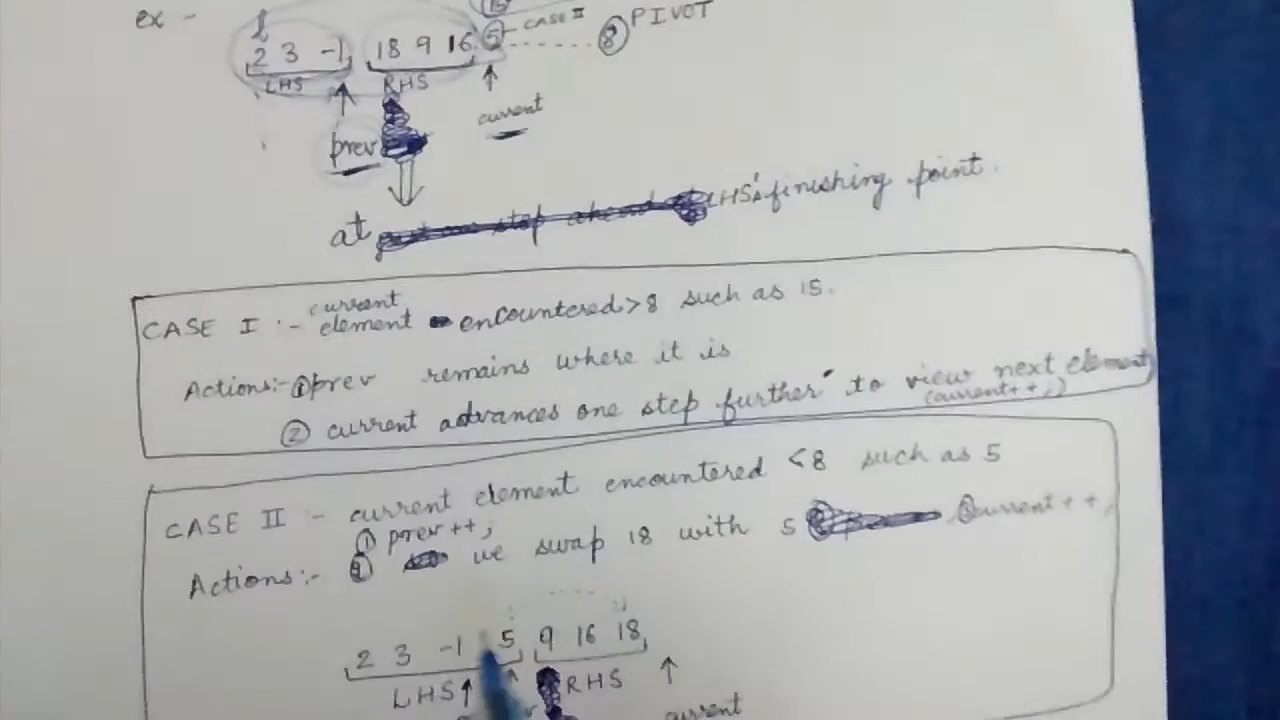 ex - 15 CASE II
2 3 -1 18 9 16 5 8 PIVOT
LHS RHS
prev current
at LHS's finishing point.
CASE I :- current element encountered > 8 such as 15.
Actions:- ① prev remains where it is
② current advances one step further to view next element
(current++;)
CASE II :- current element encountered < 8 such as 5
① prev++;
Actions:- ② we swap 18 with 5 ③ current++;
2 3 -1 5 9 16 18
LHS RHS
current